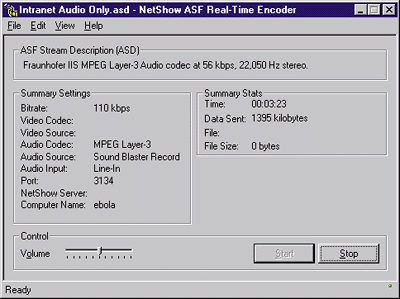 Intranet Audio Only.asd - NetShow ASF Real-Time Encoder
File Edit View Help
ASF Stream Description (ASD)
Fraunhofer IIS MPEG Layer-3 Audio codec at 56 kbps, 22,050 Hz stereo.
Summary Settings
Bitrate: 110 kbps
Video Codec:
Video Source:
Audio Codec: MPEG Layer-3
Audio Source: Sound Blaster Record
Audio Input: Line-In
Port: 3134
NetShow Server:
Computer Name: ebola
Summary Stats
Time: 00:03:23
Data Sent: 1395 kilobytes
File:
File Size: 0 bytes
Control
Volume
Start
Stop
Ready